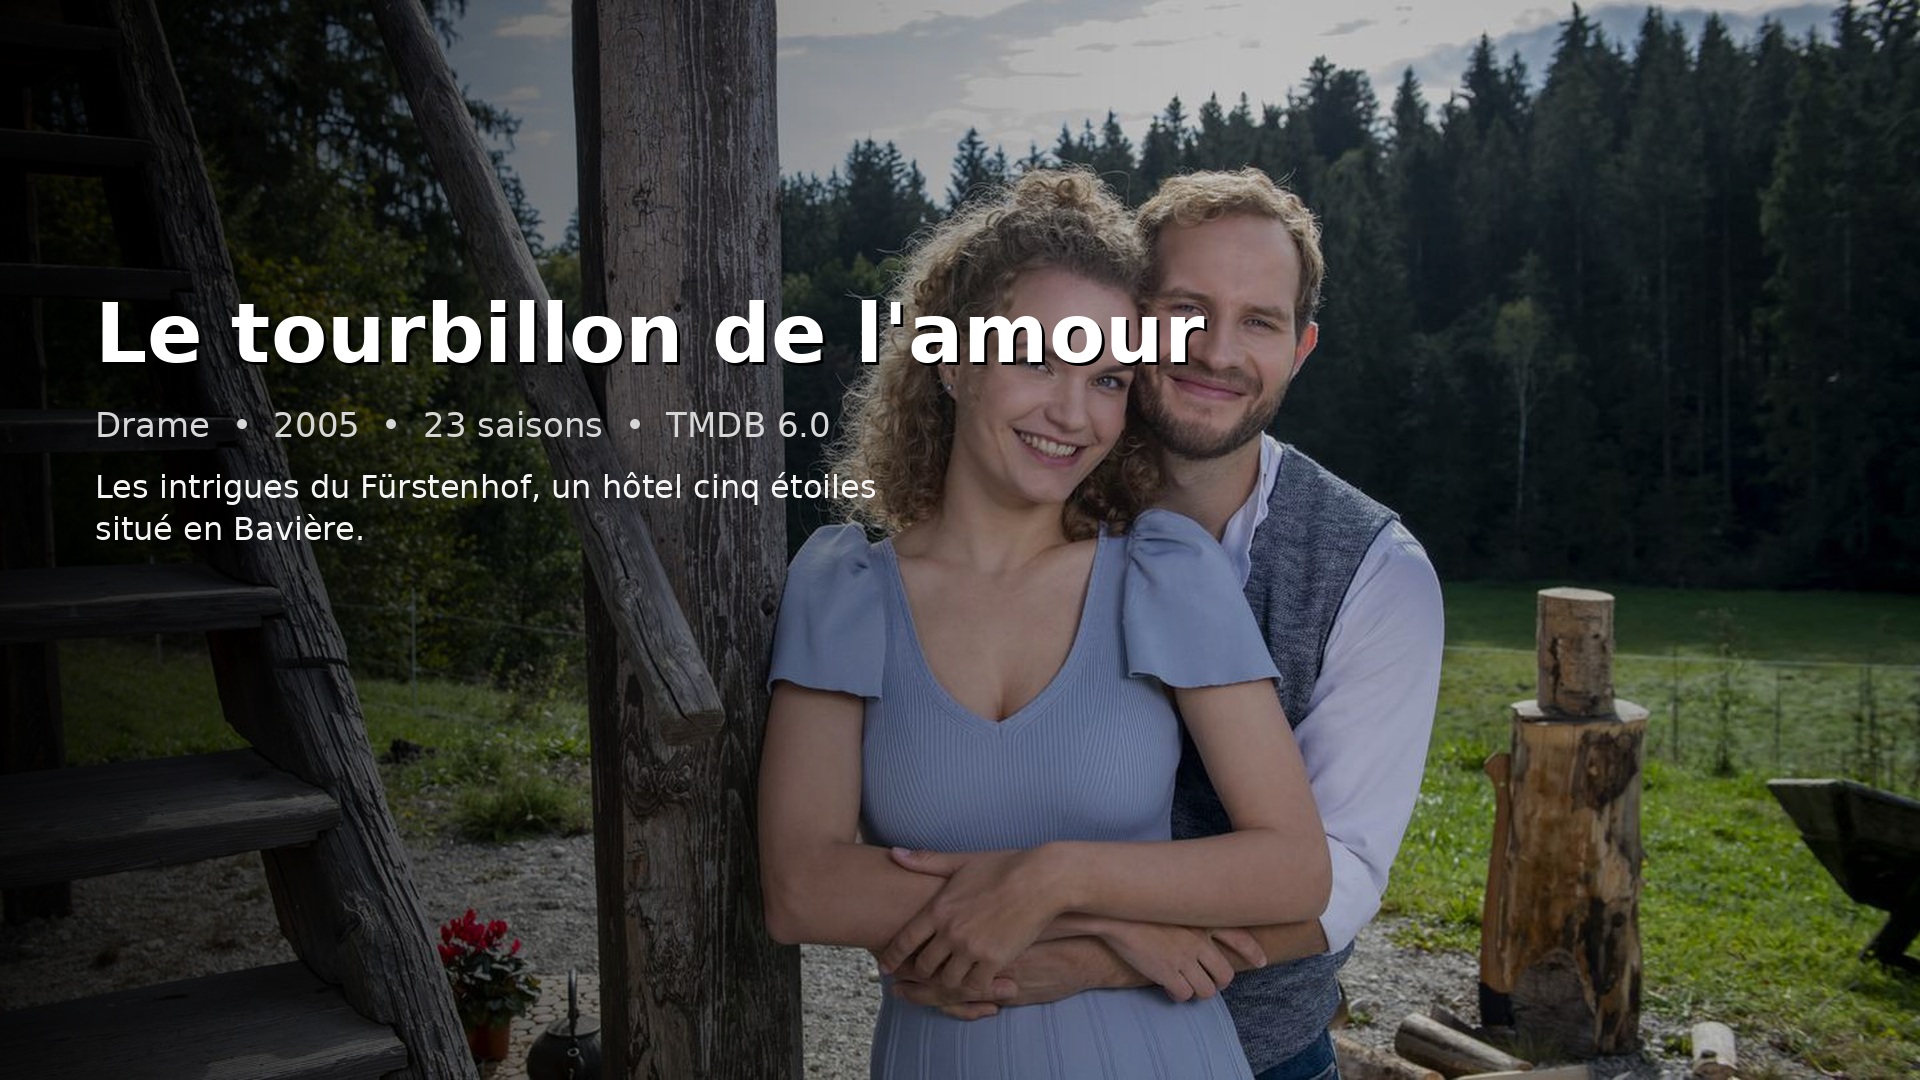 Le tourbillon de l'amour
Drame • 2005 • 23 saisons • TMDB 6.0
Les intrigues du Fürstenhof, un hôtel cinq étoiles
situé en Bavière.